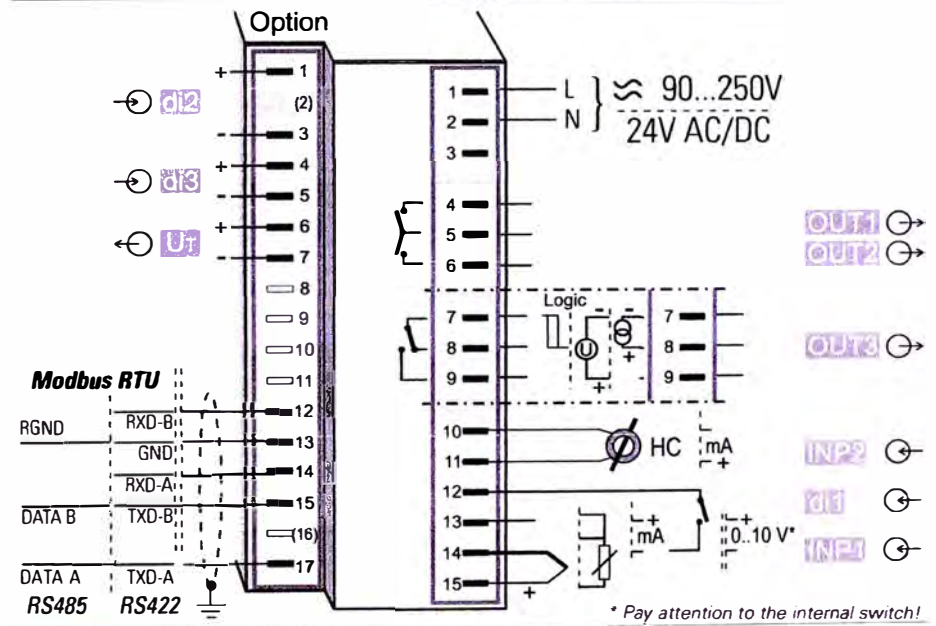 Option
+ 1
di2
(2)
- 3
+ 4
di3
- 5
+ 6
UT
- 7
8
9
10
11
Modbus RTU
12
RXD-B
RGND
13
GND
14
RXD-A
15
DATA B TXD-B
(16)
17
DATA A TXD-A
RS485 RS422
1 L
2 N
≈ 90...250V
24V AC/DC
3
4
5
6
OUT1
OUT2
Logic
7 - - 7
8 U + 8
9 + 9
OUT3
10
11
HC
- mA +
INP2
12
di1
13
+ mA -
+ 0..10 V* -
14
15 +
INP1
* Pay attention to the internal switch!